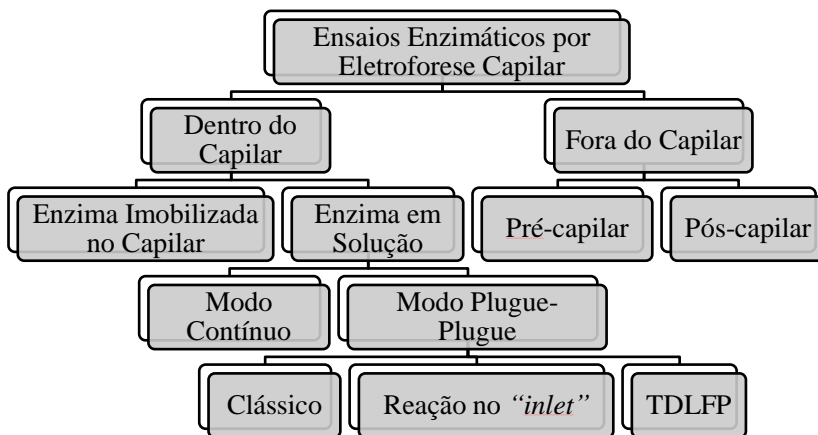 Ensaios Enzimáticos por
Eletroforese Capilar
Dentro do
Capilar
Fora do Capilar
Enzima Imobilizada
no Capilar
Enzima em
Solução
Pré-capilar
Pós-capilar
Modo
Contínuo
Modo Plugue-
Plugue
Clássico
Reação no “inlet”
TDLFP